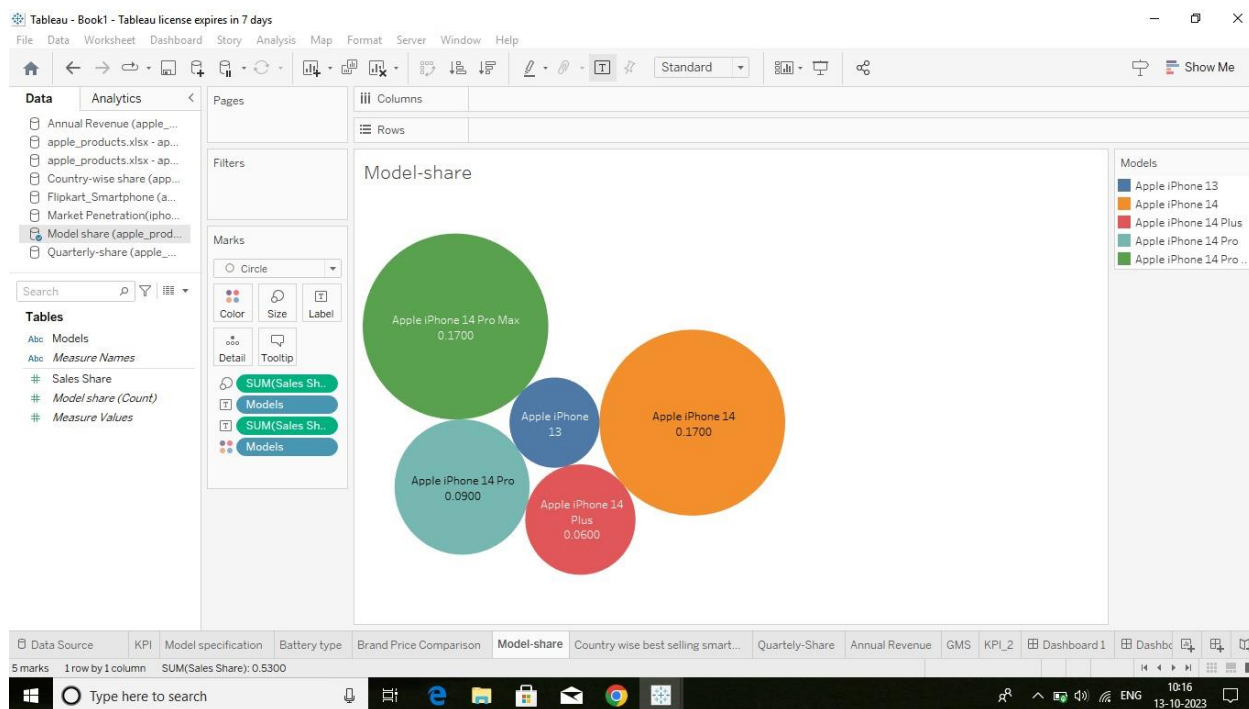 Tableau - Book1 - Tableau license expires in 7 days
File Data Worksheet Dashboard Story Analysis Map Format Server Window Help
Standard
Show Me
Data Analytics
Annual Revenue (apple_...
apple_products.xlsx - ap...
apple_products.xlsx - ap...
Country-wise share (app...
Flipkart_Smartphone (a...
Market Penetration(ipho...
Model share (apple_prod...
Quarterly-share (apple_...
Search
Tables
Abc Models
Abc Measure Names
# Sales Share
# Model share (Count)
# Measure Values
Pages
Filters
Marks
Circle
Color Size Label
Detail Tooltip
SUM(Sales Sh..
Models
SUM(Sales Sh..
Models
Columns
Rows
Model-share
Apple iPhone 14 Pro Max
0.1700
Apple iPhone
13
Apple iPhone 14
0.1700
Apple iPhone 14 Pro
0.0900
Apple iPhone 14
Plus
0.0600
Models
Apple iPhone 13
Apple iPhone 14
Apple iPhone 14 Plus
Apple iPhone 14 Pro
Apple iPhone 14 Pro ..
Data Source KPI Model specification Battery type Brand Price Comparison Model-share Country wise best selling smart... Quartely-Share Annual Revenue GMS KPI_2 Dashboard 1 Dashbc
5 marks 1 row by 1 column SUM(Sales Share): 0.5300
Type here to search
ENG
10:16
13-10-2023